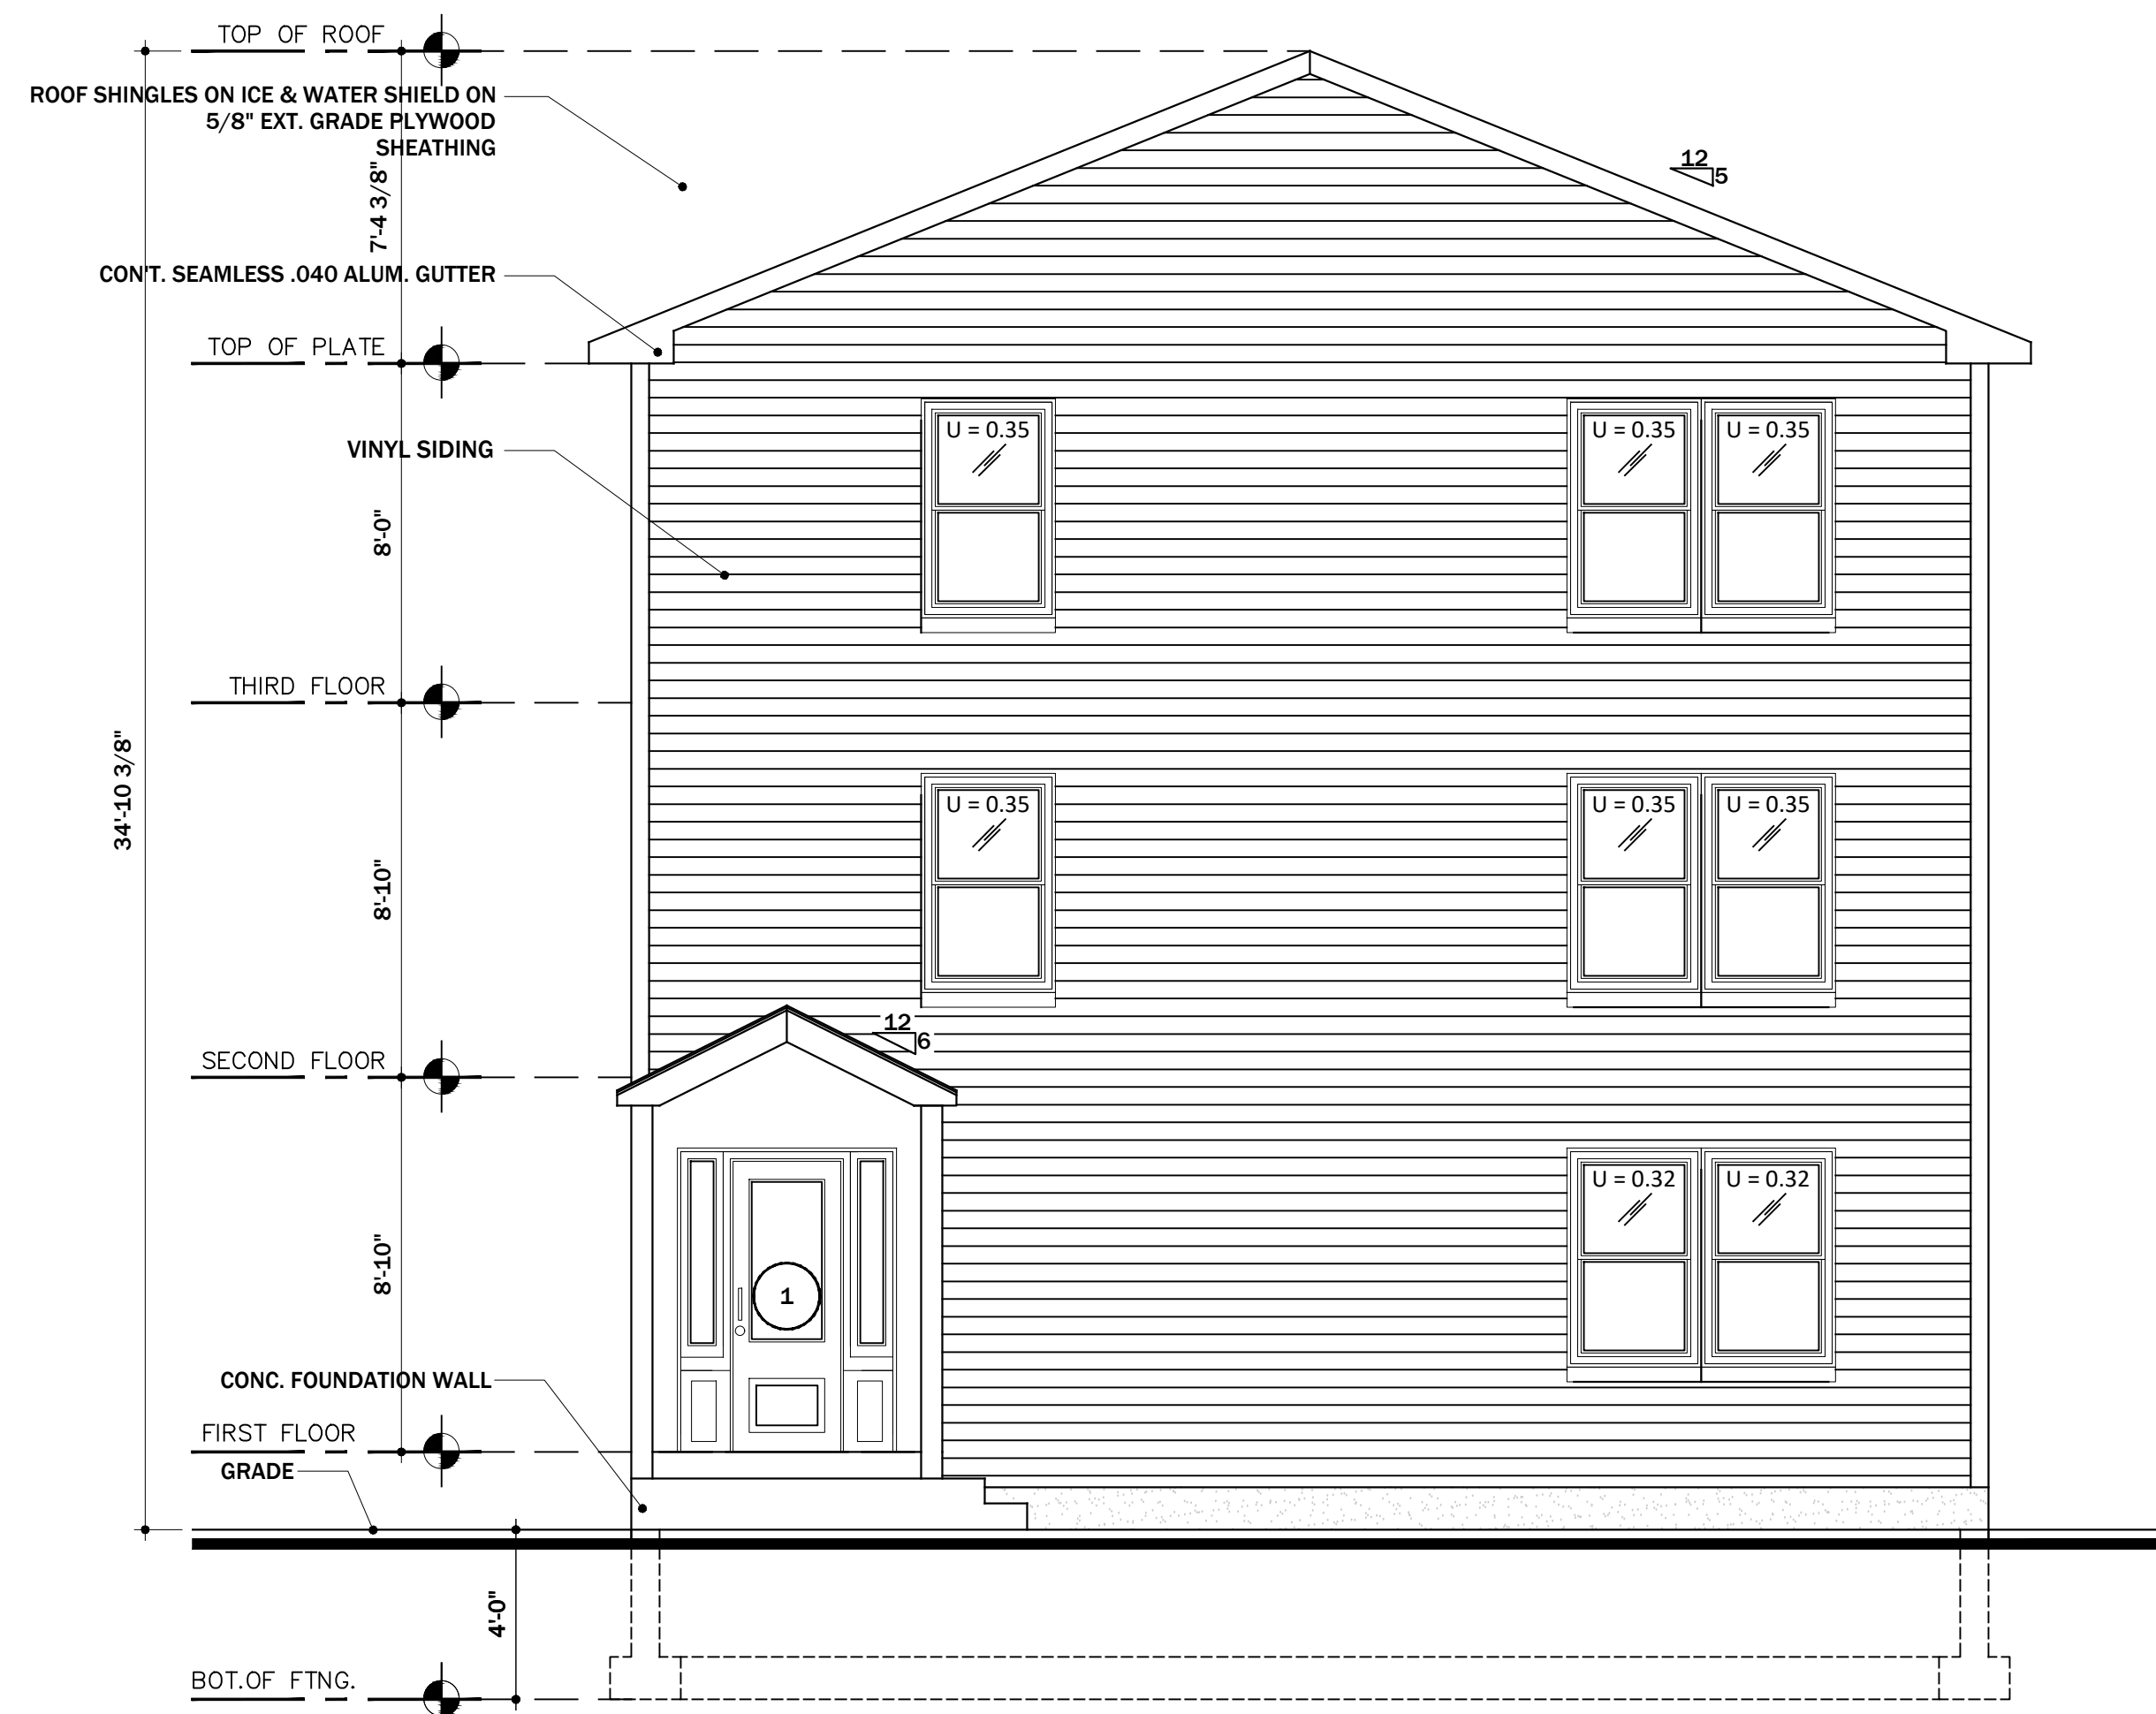 TOP OF ROOF
ROOF SHINGLES ON ICE & WATER SHIELD ON
5/8" EXT. GRADE PLYWOOD
SHEATHING
12
5
7'-4 3/8"
CON'T. SEAMLESS .040 ALUM. GUTTER
TOP OF PLATE
U = 0.35
U = 0.35
U = 0.35
VINYL SIDING
8'-0"
THIRD FLOOR
34'-10 3/8"
U = 0.35
U = 0.35
U = 0.35
8'-10"
12
6
SECOND FLOOR
U = 0.32
U = 0.32
8'-10"
1
CONC. FOUNDATION WALL
FIRST FLOOR
GRADE
4'-0"
BOT.OF FTNG.